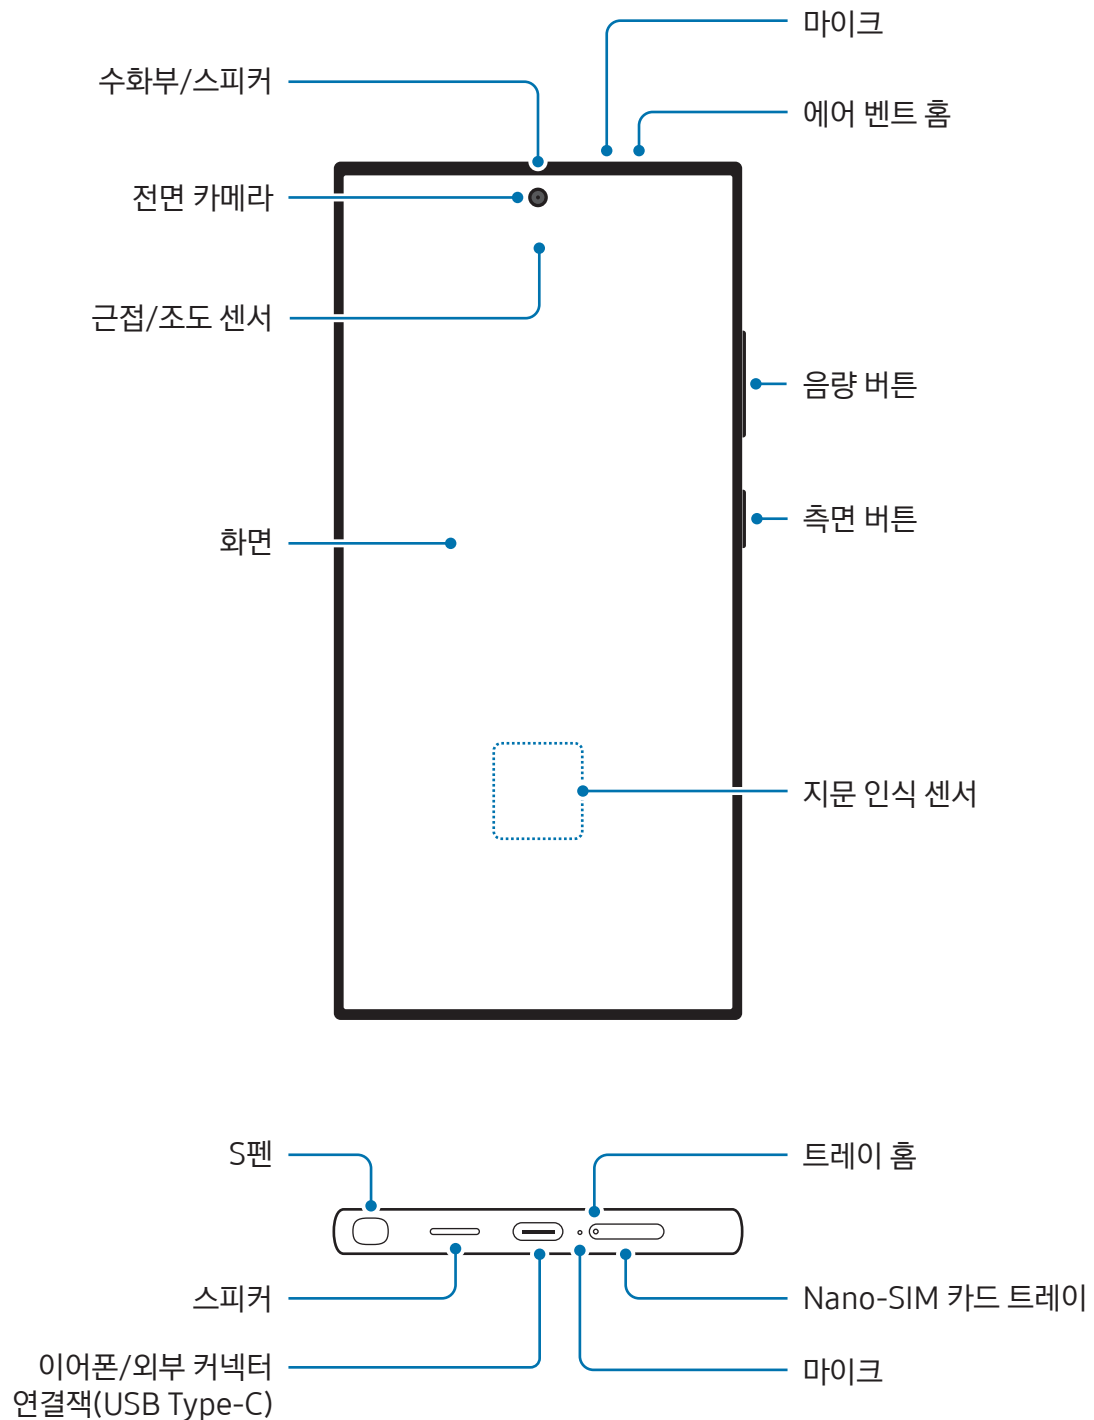 마이크
수화부/스피커
에어 벤트 홈
전면 카메라
근접/조도 센서
음량 버튼
측면 버튼
화면
지문 인식 센서
S펜
트레이 홈
스피커
Nano-SIM 카드 트레이
이어폰/외부 커넥터
연결잭(USB Type-C)
마이크